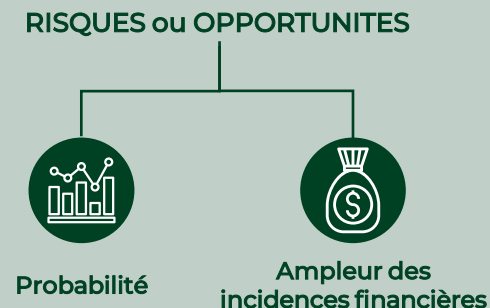 RISQUES ou OPPORTUNITES
Probabilité
Ampleur des
incidences financières